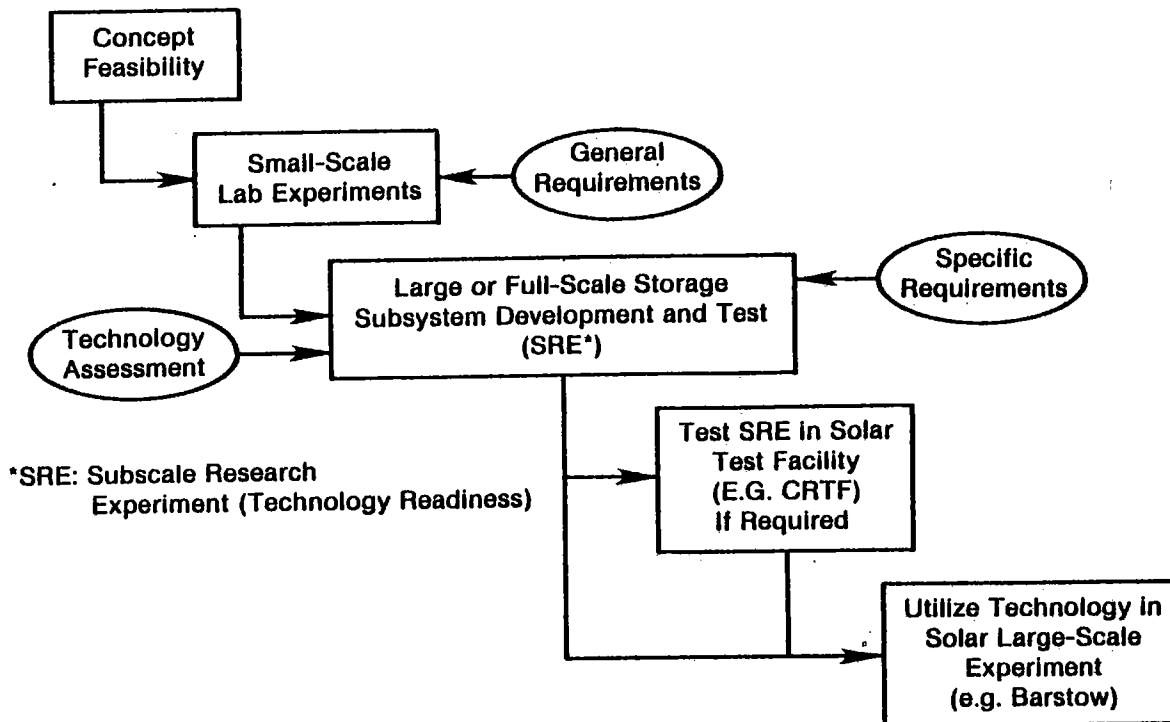 Concept
Feasibility
Small-Scale
Lab Experiments
General
Requirements
Large or Full-Scale Storage
Subsystem Development and Test
(SRE*)
Specific
Requirements
Technology
Assessment
Test SRE in Solar
Test Facility
(E.G. CRTF)
If Required
*SRE: Subscale Research
Experiment (Technology Readiness)
Utilize Technology in
Solar Large-Scale
Experiment
(e.g. Barstow)